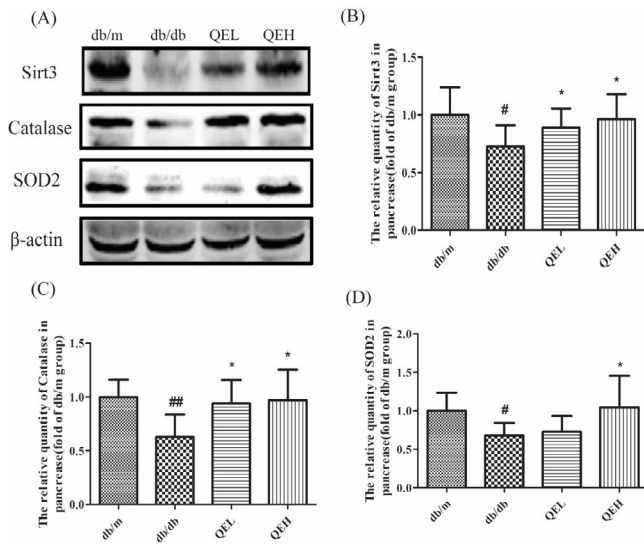 (A)
db/m db/db QEL QEH
Sirt3
Catalase
SOD2
β-actin
(B)
The relative quantity of Sirt3 in
pancrease(fold of db/m group)
1.5
1.0
0.5
0.0
#
*
*
db/m db/db QEL QEH
(C)
The relative quantity of Catalase in
pancrease(fold of db/m group)
1.5
1.0
0.5
0.0
##
*
*
db/m db/db QEL QEH
(D)
The relative quantity of SOD2 in
pancrease(fold of db/m group)
2.0
1.5
1.0
0.5
0.0
#
*
db/m db/db QEL QEH